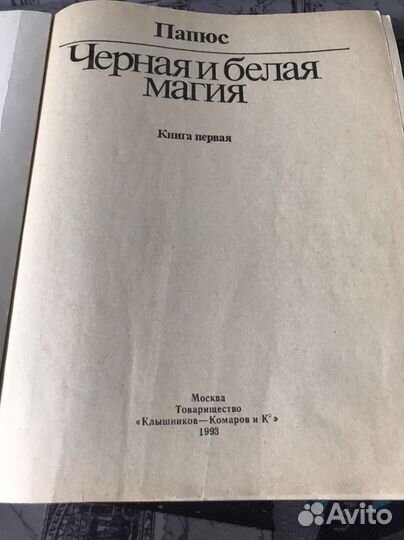 Папюс
Черная и белая
магия
Книга первая
Москва
Товарищество
«Клышников—Комаров и К°»
1993
Avito